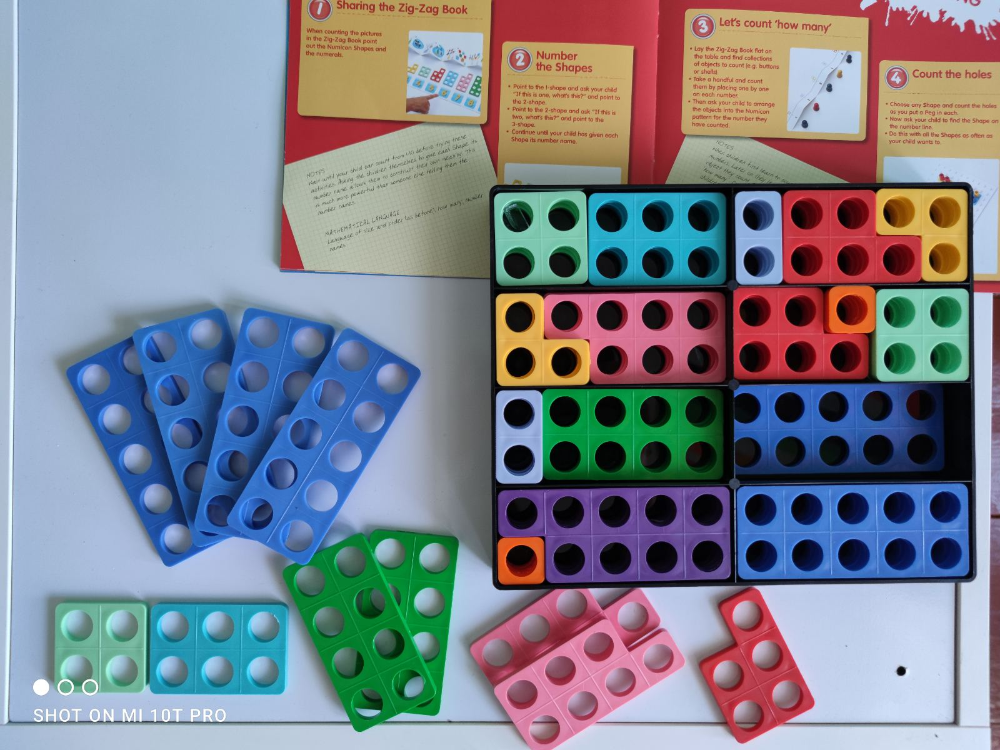 1 Sharing the Zig-Zag Book
When counting the pictures
in the Zig-Zag Book point
out the Numicon Shapes and
the numerals.
NOTES
Wait until your child can count from 1-10 before trying these
activities. Asking the children themselves to give each Shape its
number name allows them to construct their own meaning. This
is much more powerful than someone else telling them the
number names.
MATHEMATICAL LANGUAGE
Language of size and order (as before), how many, number
names
2 Number
the Shapes
• Point to the 1-shape and ask your child
"If this is one, what's this?" and point to
the 2-shape.
• Point to the 2-shape and ask "If this is
two, what's this?" and point to the
3-shape.
• Continue until your child has given each
Shape its number name.
3 Let's count 'how many'
• Lay the Zig-Zag Book flat on
the table and find collections
of objects to count (e.g. buttons
or shells).
• Take a handful and count
them by placing one by one
on each number.
• Then ask your child to arrange
the objects into the Numicon
pattern for the number they
have counted.
NOTES
When children first learn to
numbers. Later on they
object they count
how many.
4 Count the holes
• Choose any Shape and count the holes
as you put a Peg in each.
• Now ask your child to find the Shape on
the number line.
• Do this with all the Shapes as often as
your child wants to.
SHOT ON MI 10T PRO